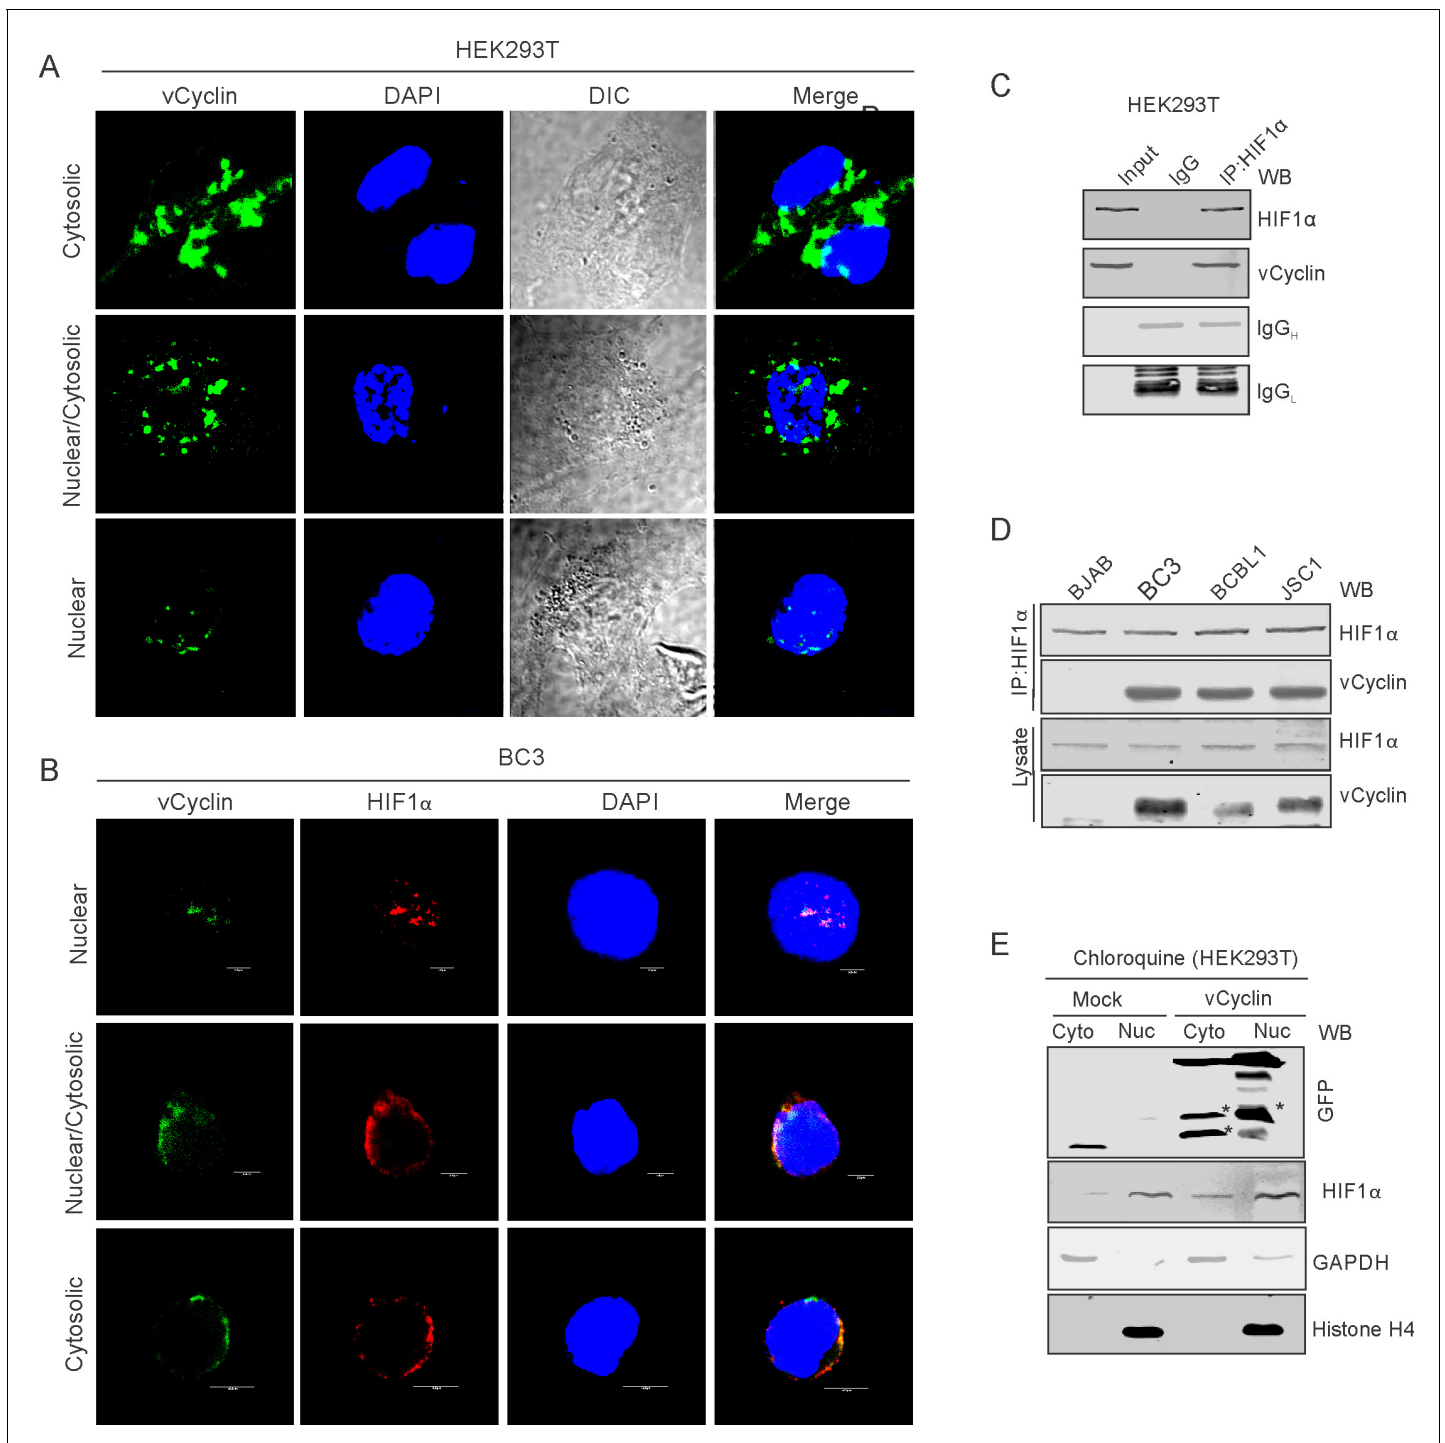 A
HEK293T
vCyclin DAPI DIC Merge
Cytosolic
Nuclear/Cytosolic
Nuclear
B
BC3
vCyclin HIF1α DAPI Merge
Nuclear
Nuclear/Cytosolic
Cytosolic
C
HEK293T
Input IgG IP:HIF1α WB
HIF1α
vCyclin
IgGH
IgGL
D
BJAB BC3 BCBL1 JSC1 WB
IP:HIF1α
HIF1α
vCyclin
Lysate
HIF1α
vCyclin
E
Chloroquine (HEK293T)
Mock vCyclin
Cyto Nuc Cyto Nuc WB
GFP
* *
*
HIF1α
GAPDH
Histone H4